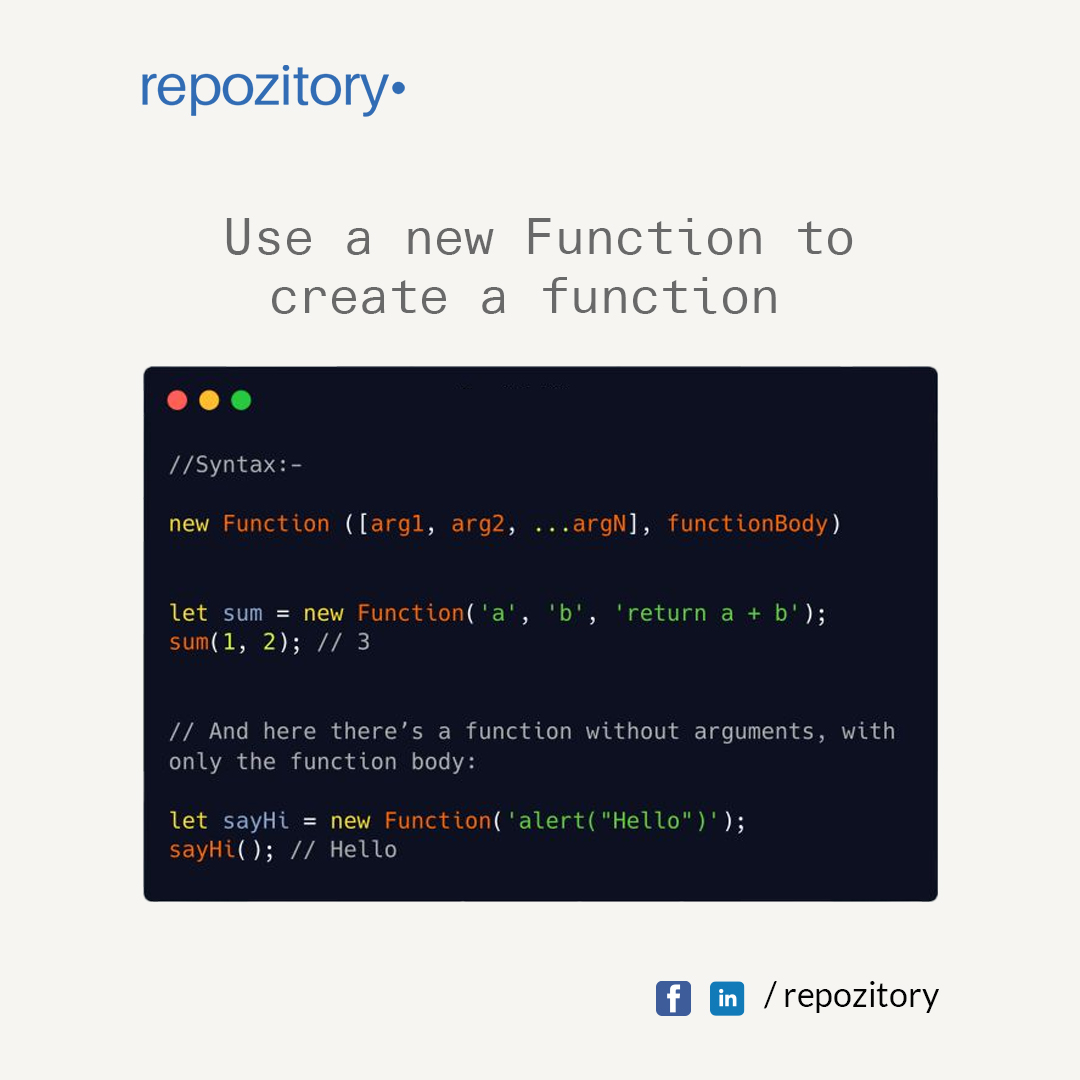 repozitory•
Use a new Function to
create a function
//Syntax:-
new Function ([arg1, arg2, ...argN], functionBody)
let sum = new Function('a', 'b', 'return a + b');
sum(1, 2); // 3
// And here there’s a function without arguments, with
only the function body:
let sayHi = new Function('alert("Hello")');
sayHi(); // Hello
f in / repozitory